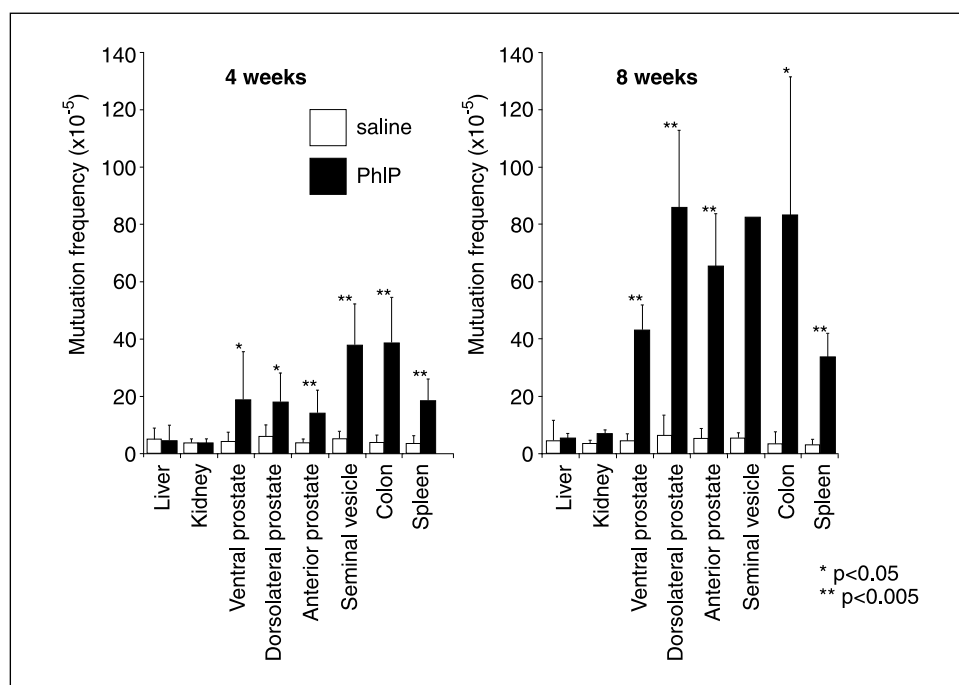 4 weeks
saline
PhIP
Mutuation frequency (x10-5)
140
120
100
80
60
40
20
0
*
*
**
**
**
**
Liver
Kidney
Ventral prostate
Dorsolateral prostate
Anterior prostate
Seminal vesicle
Colon
Spleen
8 weeks
Mutuation frequency (x10-5)
140
120
100
80
60
40
20
0
**
**
**
*
**
Liver
Kidney
Ventral prostate
Dorsolateral prostate
Anterior prostate
Seminal vesicle
Colon
Spleen
* p<0.05
** p<0.005